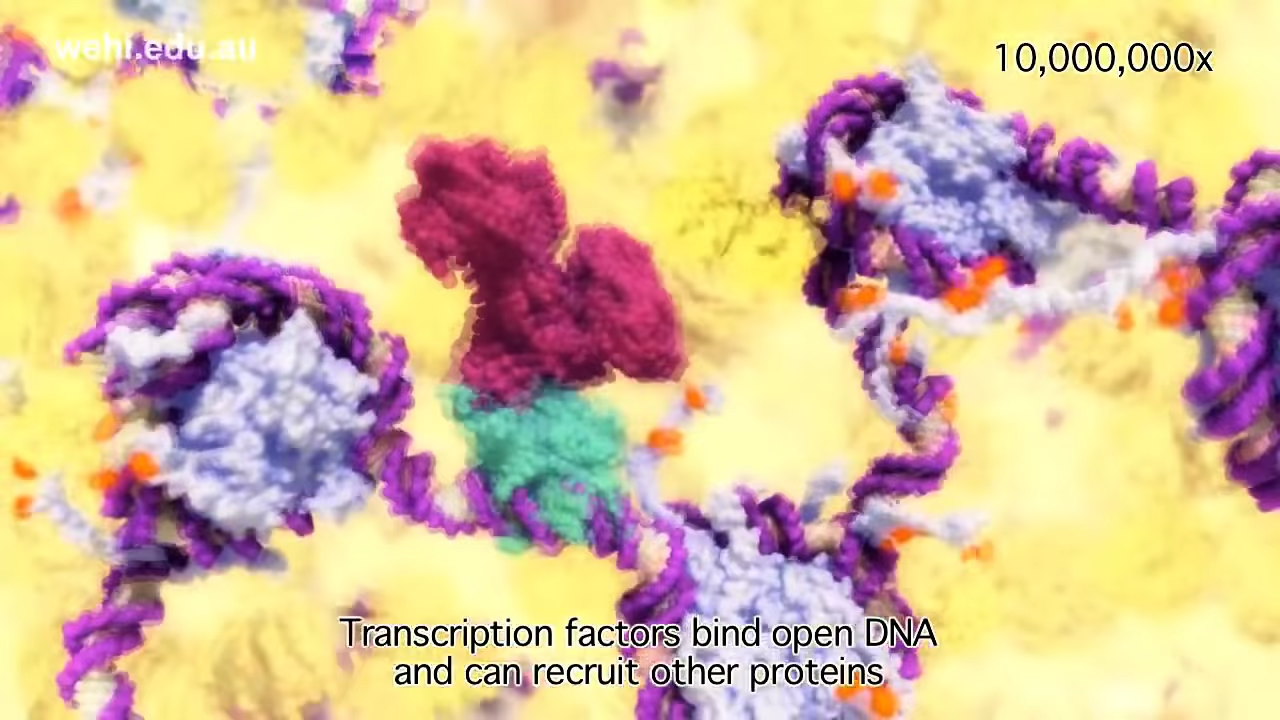 wehi.edu.au
10,000,000x
Transcription factors bind open DNA
and can recruit other proteins